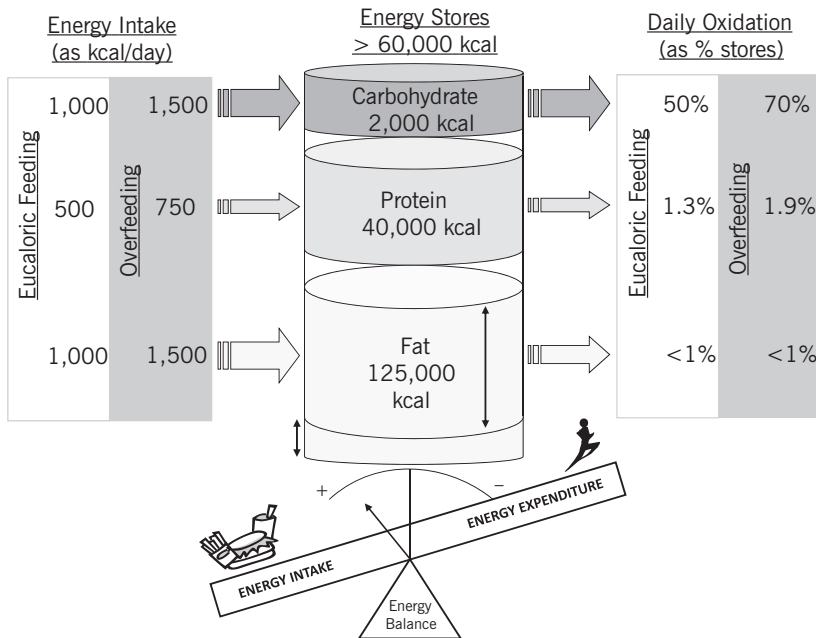 Energy Intake
(as kcal/day)
Energy Stores
> 60,000 kcal
Daily Oxidation
(as % stores)
Eucaloric Feeding
Overfeeding
1,000
1,500
500
750
1,000
1,500
Carbohydrate
2,000 kcal
Protein
40,000 kcal
Fat
125,000
kcal
Eucaloric Feeding
Overfeeding
50%
70%
1.3%
1.9%
<1%
<1%
+
−
ENERGY INTAKE
ENERGY EXPENDITURE
Energy
Balance